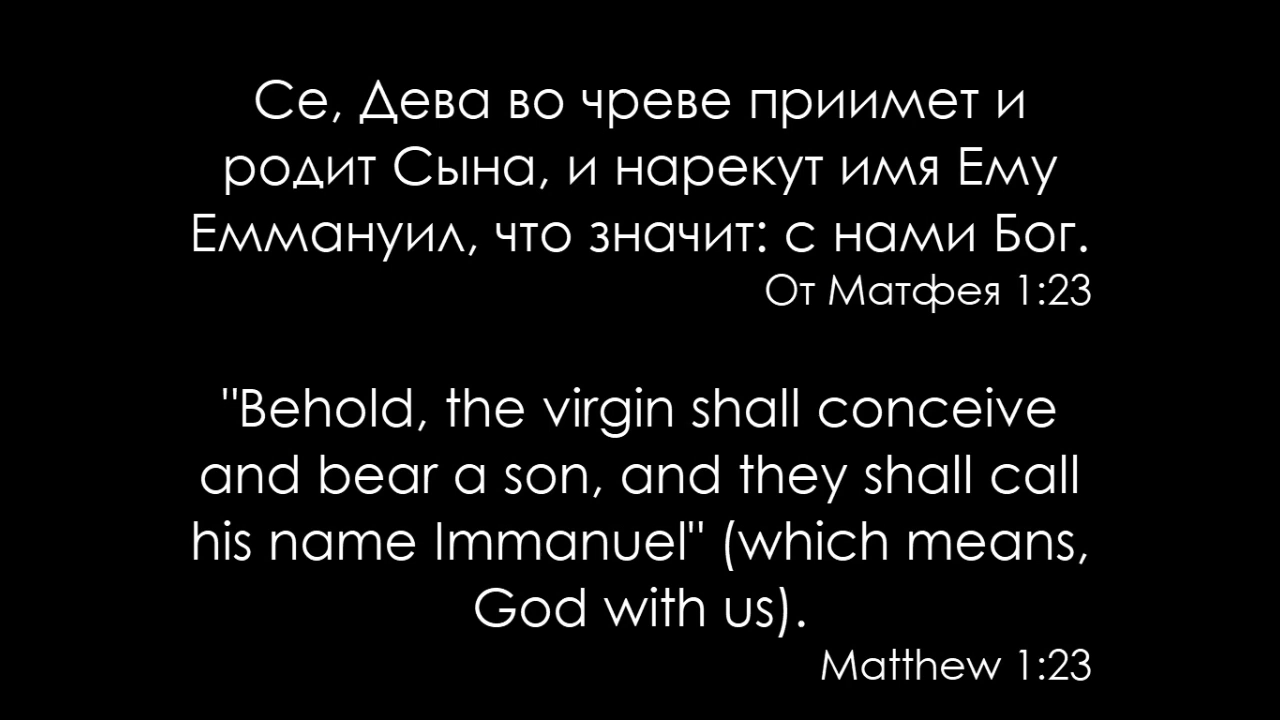 Се, Дева во чреве приимет и
родит Сына, и нарекут имя Ему
Еммануил, что значит: с нами Бог.
От Матфея 1:23
"Behold, the virgin shall conceive
and bear a son, and they shall call
his name Immanuel" (which means,
God with us).
Matthew 1:23